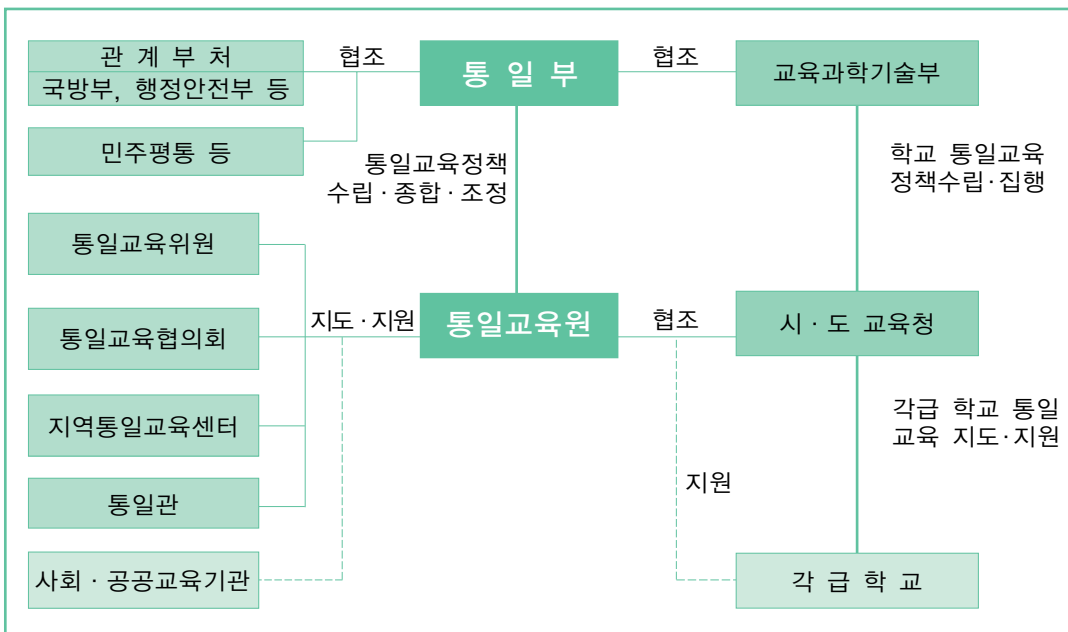 관 계 부 처
국방부, 행정안전부 등
협조
통 일 부
협조
교육과학기술부
민주평통 등
통일교육정책
수립 · 종합 · 조정
학교 통일교육
정책수립·집행
통일교육위원
통일교육협의회
지도·지원
통일교육원
협조
시 · 도 교육청
지역통일교육센터
각급 학교 통일
교육 지도·지원
통일관
지원
사회 · 공공교육기관
각 급 학 교